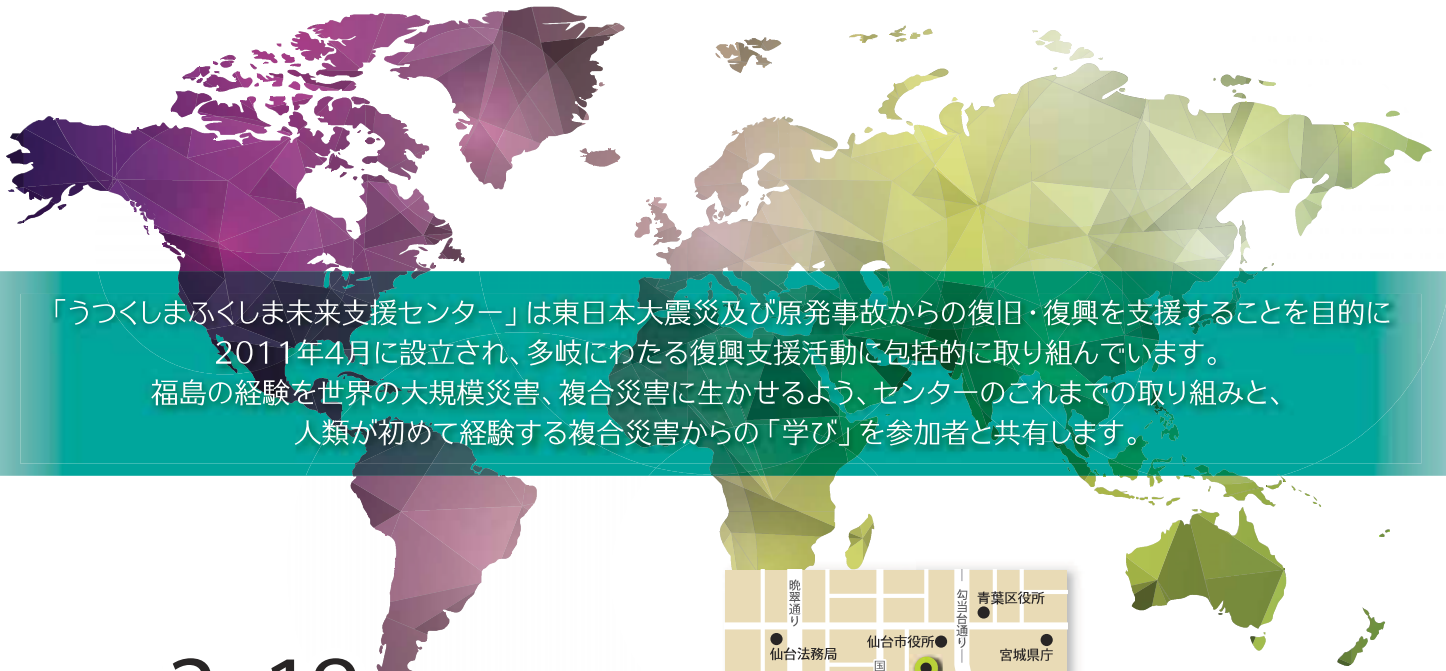 「うつくしまふくしま未来支援センター」は東日本大震災及び原発事故からの復旧・復興を支援することを目的に
2011年4月に設立され、多岐にわたる復興支援活動に包括的に取り組んでいます。
福島の経験を世界の大規模災害、複合災害に生かせるよう、センターのこれまでの取り組みと、
人類が初めて経験する複合災害からの「学び」を参加者と共有します。
晩翠通り
勾当台通り
青葉区役所
仙台市役所
仙台法務局
宮城県庁
国